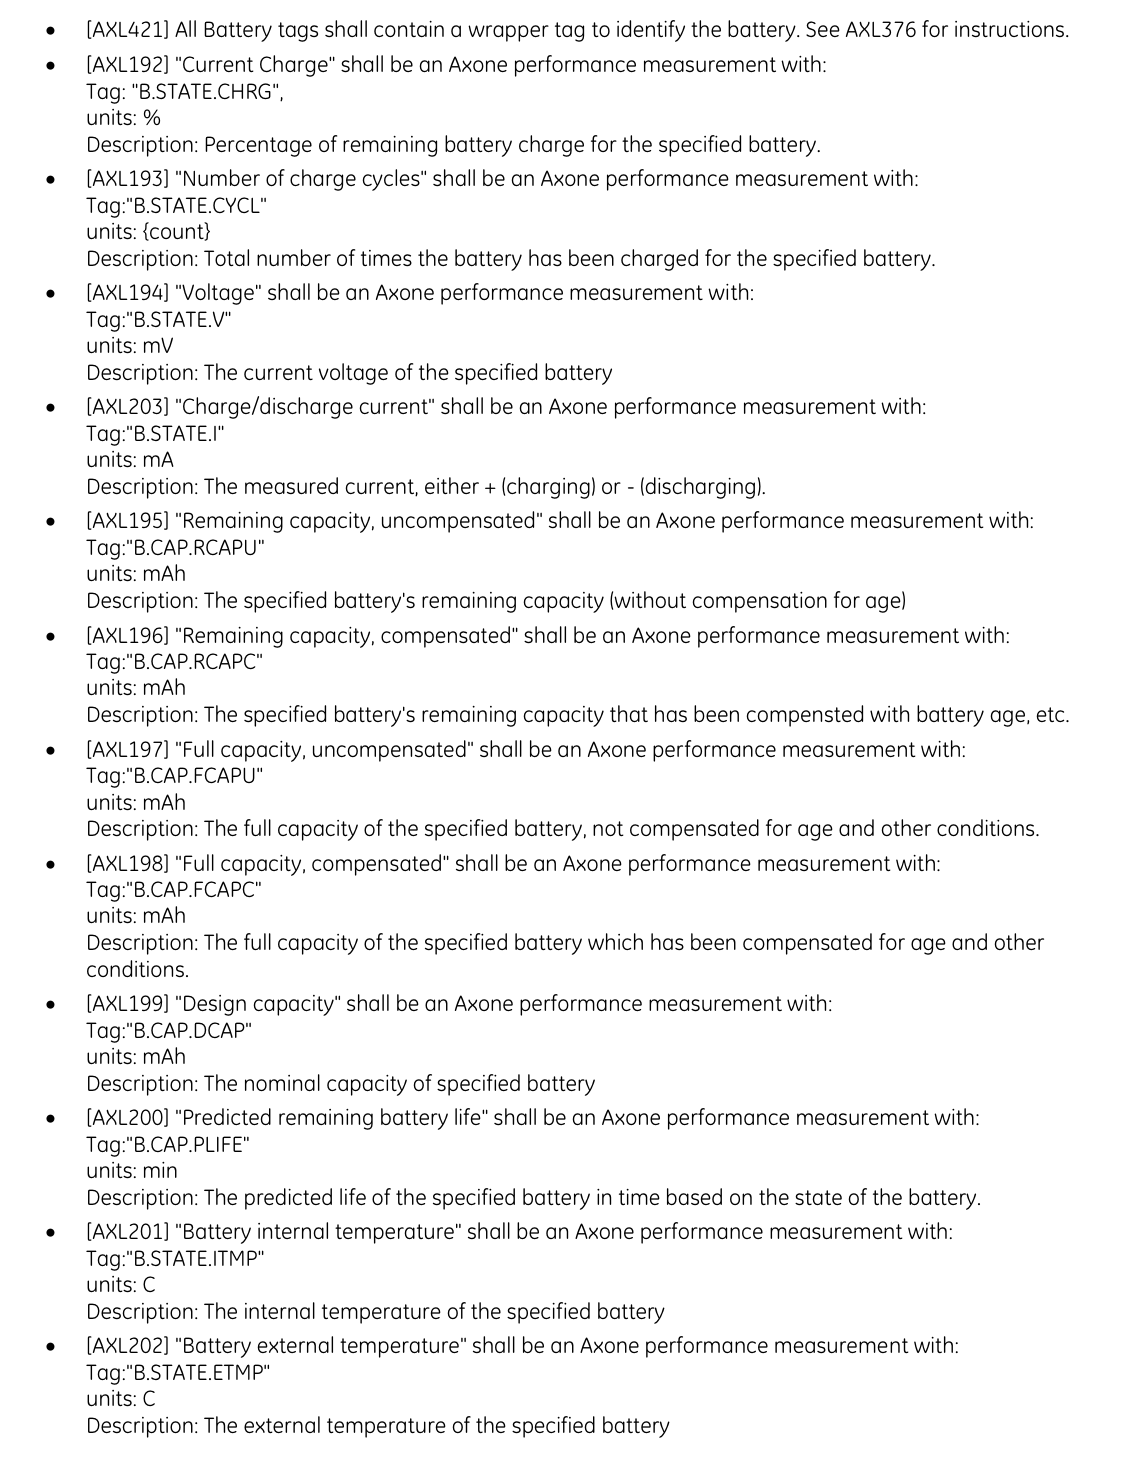 • [AXL421] All Battery tags shall contain a wrapper tag to identify the battery. See AXL376 for instructions.
• [AXL192] "Current Charge" shall be an Axone performance measurement with:
Tag: "B.STATE.CHRG",
units: %
Description: Percentage of remaining battery charge for the specified battery.
• [AXL193] "Number of charge cycles" shall be an Axone performance measurement with:
Tag:"B.STATE.CYCL"
units: {count}
Description: Total number of times the battery has been charged for the specified battery.
• [AXL194] "Voltage" shall be an Axone performance measurement with:
Tag:"B.STATE.V"
units: mV
Description: The current voltage of the specified battery
• [AXL203] "Charge/discharge current" shall be an Axone performance measurement with:
Tag:"B.STATE.I"
units: mA
Description: The measured current, either + (charging) or - (discharging).
• [AXL195] "Remaining capacity, uncompensated" shall be an Axone performance measurement with:
Tag:"B.CAP.RCAPU"
units: mAh
Description: The specified battery's remaining capacity (without compensation for age)
• [AXL196] "Remaining capacity, compensated" shall be an Axone performance measurement with:
Tag:"B.CAP.RCAPC"
units: mAh
Description: The specified battery's remaining capacity that has been compensted with battery age, etc.
• [AXL197] "Full capacity, uncompensated" shall be an Axone performance measurement with:
Tag:"B.CAP.FCAPU"
units: mAh
Description: The full capacity of the specified battery, not compensated for age and other conditions.
• [AXL198] "Full capacity, compensated" shall be an Axone performance measurement with:
Tag:"B.CAP.FCAPC"
units: mAh
Description: The full capacity of the specified battery which has been compensated for age and other
conditions.
• [AXL199] "Design capacity" shall be an Axone performance measurement with:
Tag:"B.CAP.DCAP"
units: mAh
Description: The nominal capacity of specified battery
• [AXL200] "Predicted remaining battery life" shall be an Axone performance measurement with:
Tag:"B.CAP.PLIFE"
units: min
Description: The predicted life of the specified battery in time based on the state of the battery.
• [AXL201] "Battery internal temperature" shall be an Axone performance measurement with:
Tag:"B.STATE.ITMP"
units: C
Description: The internal temperature of the specified battery
• [AXL202] "Battery external temperature" shall be an Axone performance measurement with:
Tag:"B.STATE.ETMP"
units: C
Description: The external temperature of the specified battery